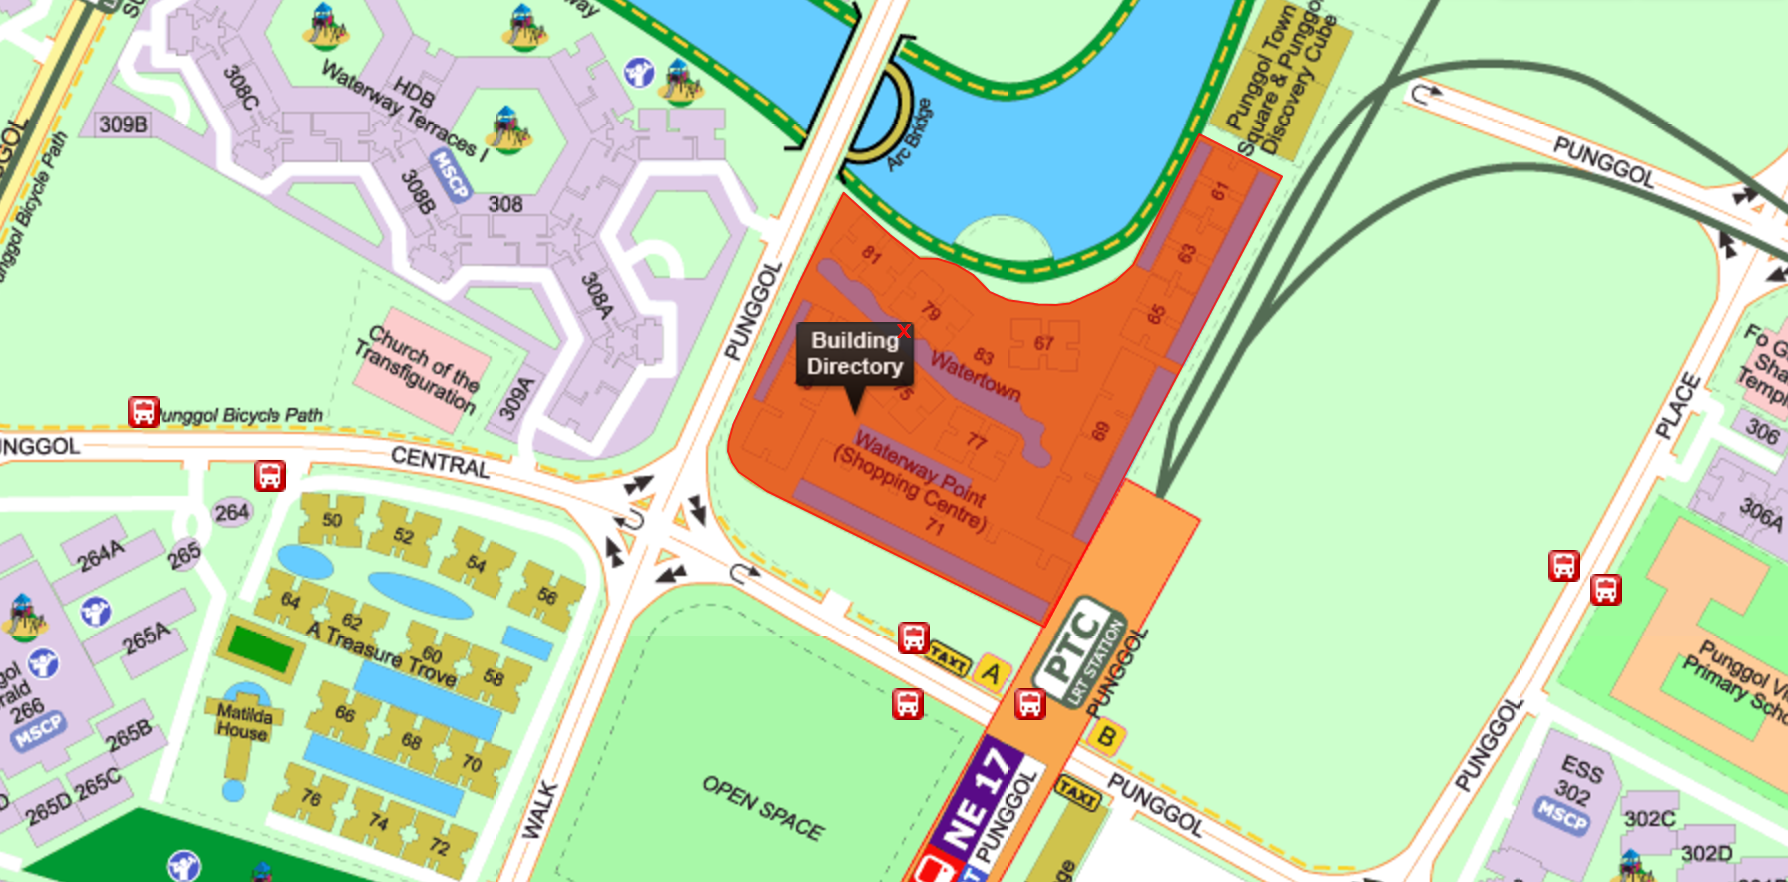 way
308C
HDB
Waterway Terraces I
309B
MSCP
308B
308
308A
Arc Bridge
Punggol Town
Square & Punggol
Discovery Cube
PUNGGOL
Church of the
Transfiguration
309A
PUNGGOL
81
79
83
67
61
63
65
69
Watertown
77
Building
Directory
X
Waterway Point
(Shopping Centre)
71
Punggol Bicycle Path
unggol Bicycle Path
UNGGOL
CENTRAL
264
264A
265
265A
266
MSCP
265B
265C
265D
50
52
54
56
64
62
60
58
A Treasure Trove
66
68
70
76
74
72
Matilda
House
WALK
OPEN SPACE
TAXI
A
PTC
LRT STATION
PUNGGOL
B
TAXI
NE 17
PUNGGOL
PUNGGOL
PUNGGOL
PLACE
Fo G
Sha
Templ
306
306A
Punggol V
Primary Scho
ESS
302
MSCP
302C
302D